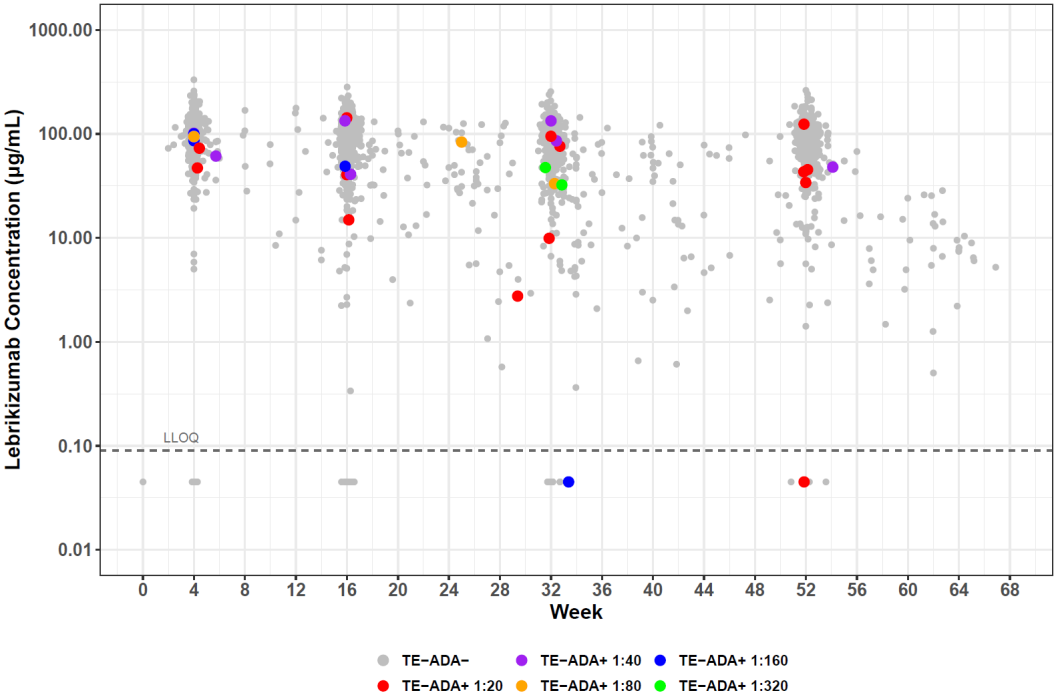 Lebrikizumab Concentration (µg/mL)
1000.00
100.00
10.00
1.00
0.10
0.01
LLOQ
0 4 8 12 16 20 24 28 32 36 40 44 48 52 56 60 64 68
Week
TE−ADA− TE−ADA+ 1:40 TE−ADA+ 1:160
TE−ADA+ 1:20 TE−ADA+ 1:80 TE−ADA+ 1:320